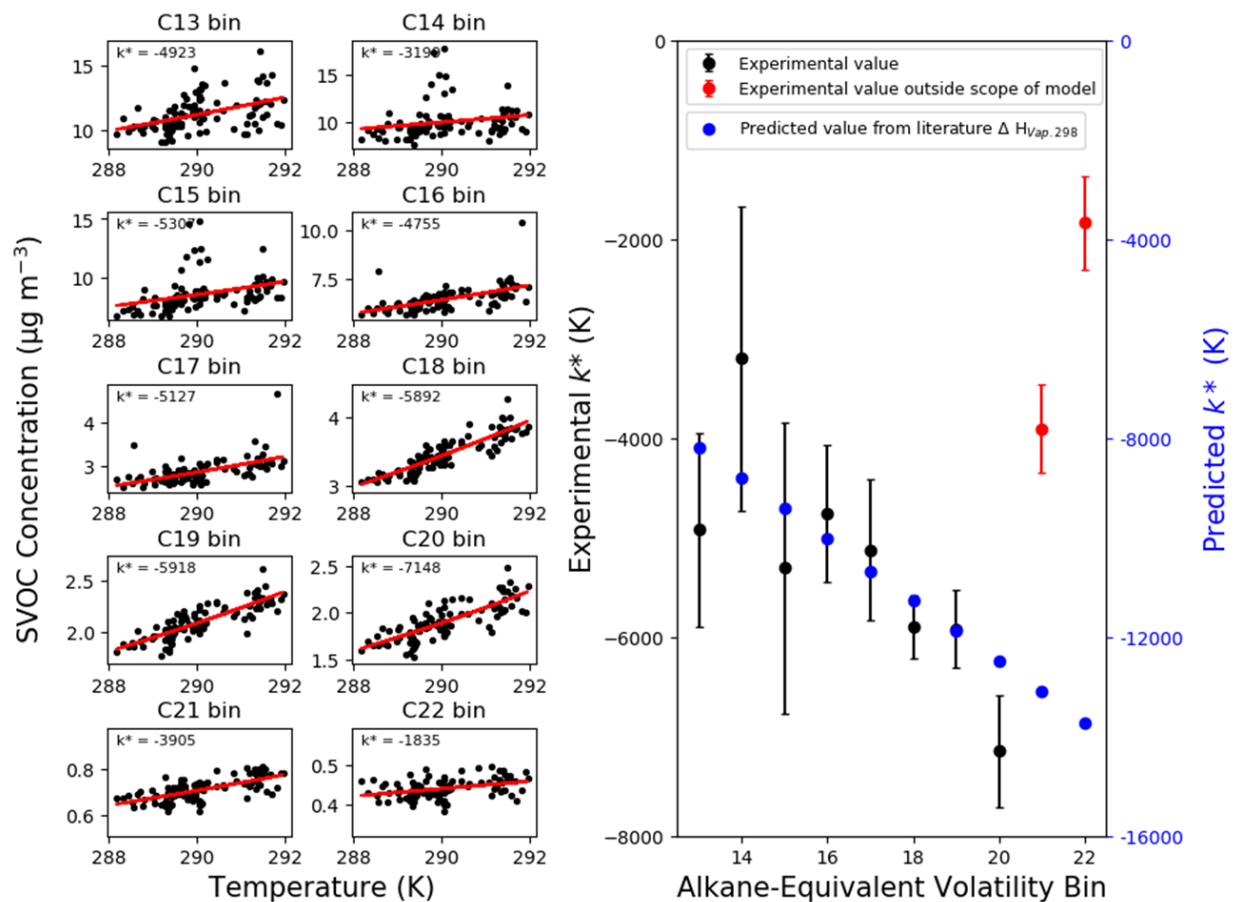 C13 bin
C14 bin
k* = -4923
15
10
288
290
292
15
10
288
290
292
C15 bin
C16 bin
15
10
288
290
292
k* = -4755
10.0
7.5
288
290
292
C17 bin
C18 bin
k* = -5127
4
3
288
290
292
k* = -5892
4
3
288
290
292
C19 bin
C20 bin
k* = -5918
2.5
2.0
288
290
292
k* = -7148
2.5
2.0
1.5
288
290
292
C21 bin
C22 bin
k* = -3905
0.8
0.6
288
290
292
k* = -1835
0.5
0.4
288
290
292
SVOC Concentration (µg m⁻³)
Temperature (K)
Experimental value
Experimental value outside scope of model
Predicted value from literature Δ H_Vap.298
0
−2000
−4000
−6000
−8000
Experimental k* (K)
0
-4000
-8000
-12000
-16000
Predicted k* (K)
14
16
18
20
22
Alkane-Equivalent Volatility Bin